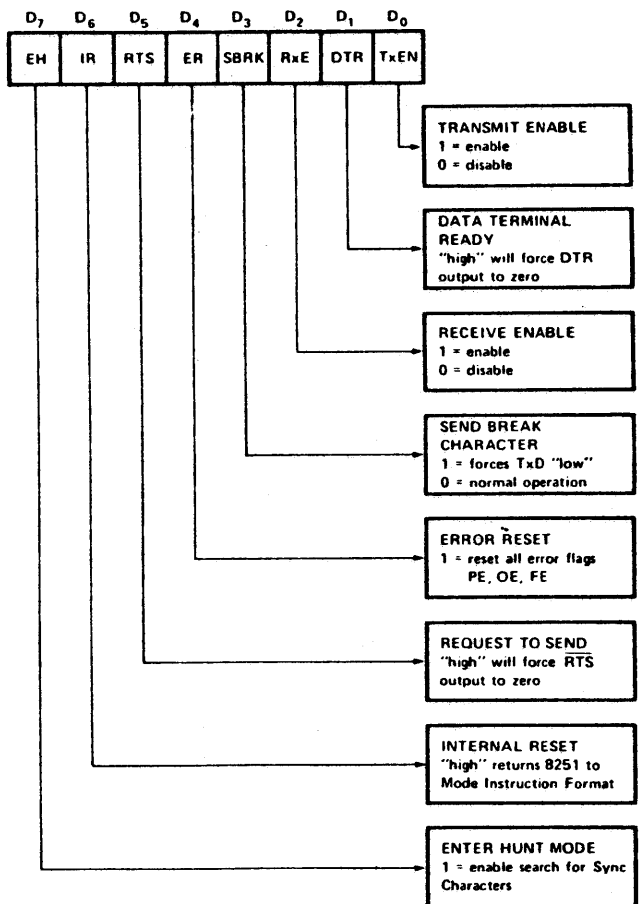 D7 D6 D5 D4 D3 D2 D1 D0
EH IR RTS ER SBRK RxE DTR TxEN
TRANSMIT ENABLE
1 = enable
0 = disable
DATA TERMINAL
READY
"high" will force DTR
output to zero
RECEIVE ENABLE
1 = enable
0 = disable
SEND BREAK
CHARACTER
1 = forces TxD "low"
0 = normal operation
ERROR RESET
1 = reset all error flags
PE, OE, FE
REQUEST TO SEND
"high" will force R̅T̅S̅
output to zero
INTERNAL RESET
"high" returns 8251 to
Mode Instruction Format
ENTER HUNT MODE
1 = enable search for Sync
Characters